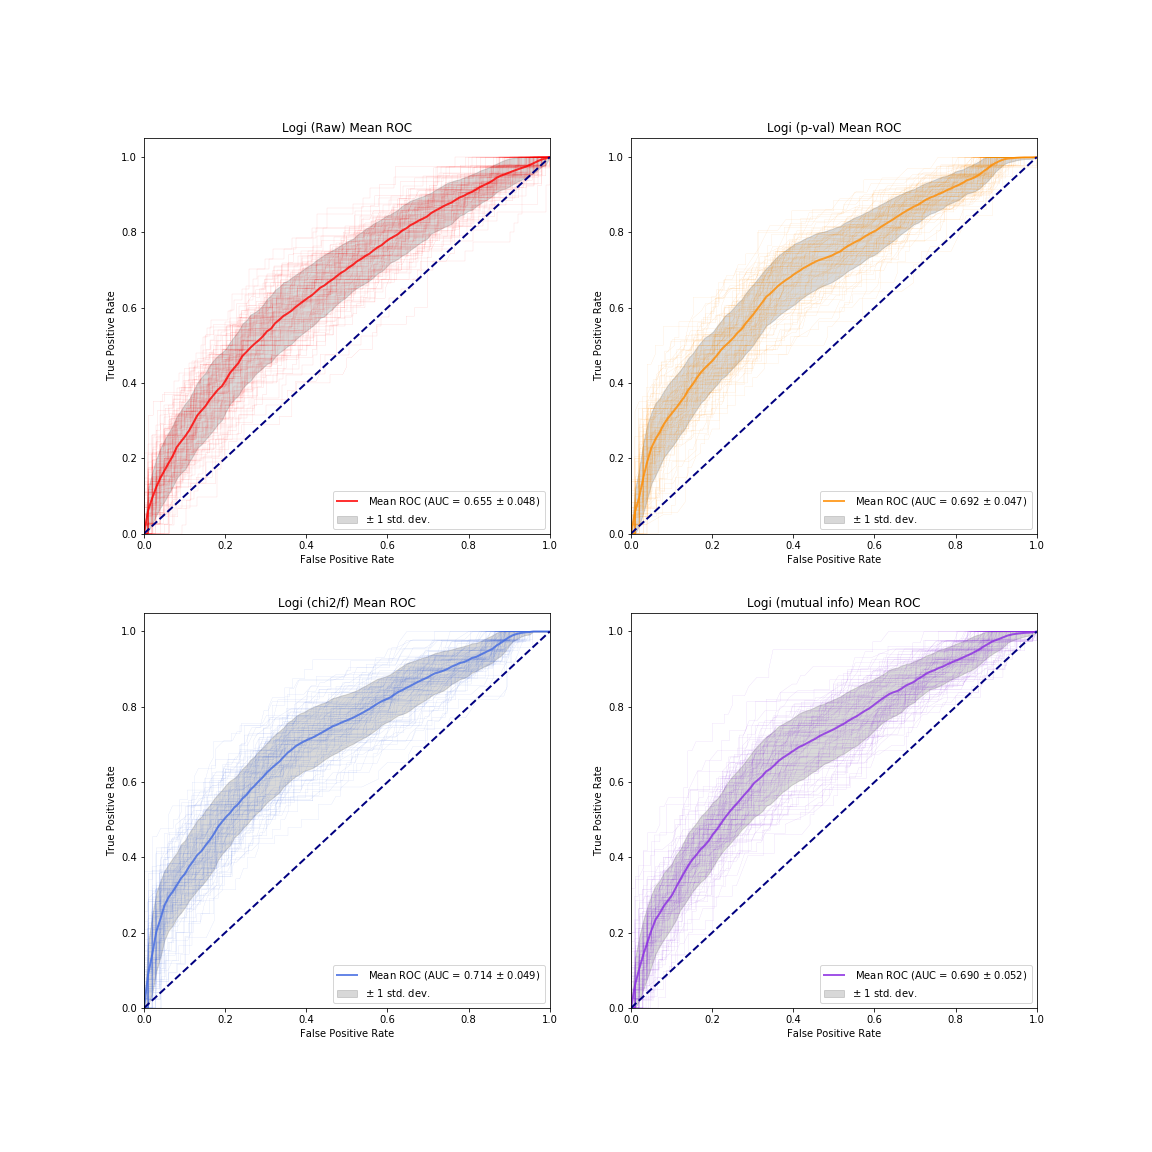 Logi (Raw) Mean ROC
1.0
0.8
0.6
0.4
0.2
0.0
True Positive Rate
Mean ROC (AUC = 0.655 ± 0.048)
± 1 std. dev.
0.0 0.2 0.4 0.6 0.8 1.0
False Positive Rate
Logi (p-val) Mean ROC
1.0
0.8
0.6
0.4
0.2
0.0
True Positive Rate
Mean ROC (AUC = 0.692 ± 0.047)
± 1 std. dev.
0.0 0.2 0.4 0.6 0.8 1.0
False Positive Rate
Logi (chi2/f) Mean ROC
1.0
0.8
0.6
0.4
0.2
0.0
True Positive Rate
Mean ROC (AUC = 0.714 ± 0.049)
± 1 std. dev.
0.0 0.2 0.4 0.6 0.8 1.0
False Positive Rate
Logi (mutual info) Mean ROC
1.0
0.8
0.6
0.4
0.2
0.0
True Positive Rate
Mean ROC (AUC = 0.690 ± 0.052)
± 1 std. dev.
0.0 0.2 0.4 0.6 0.8 1.0
False Positive Rate